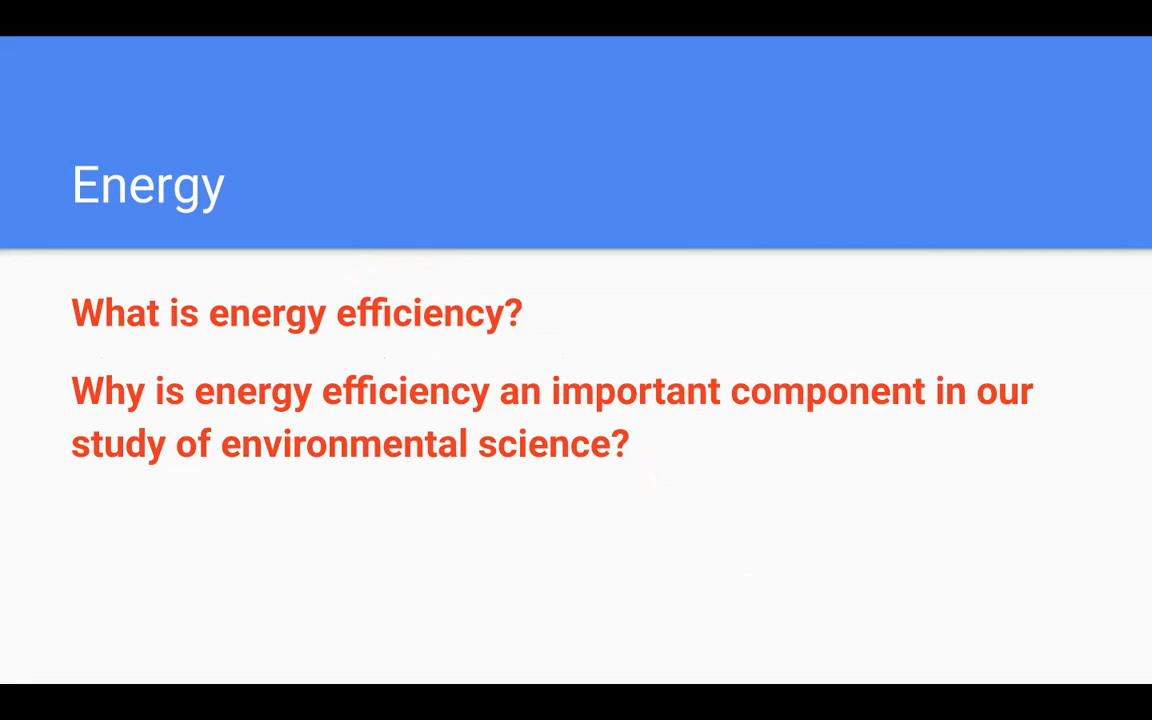 Energy
What is energy efficiency?
Why is energy efficiency an important component in our
study of environmental science?